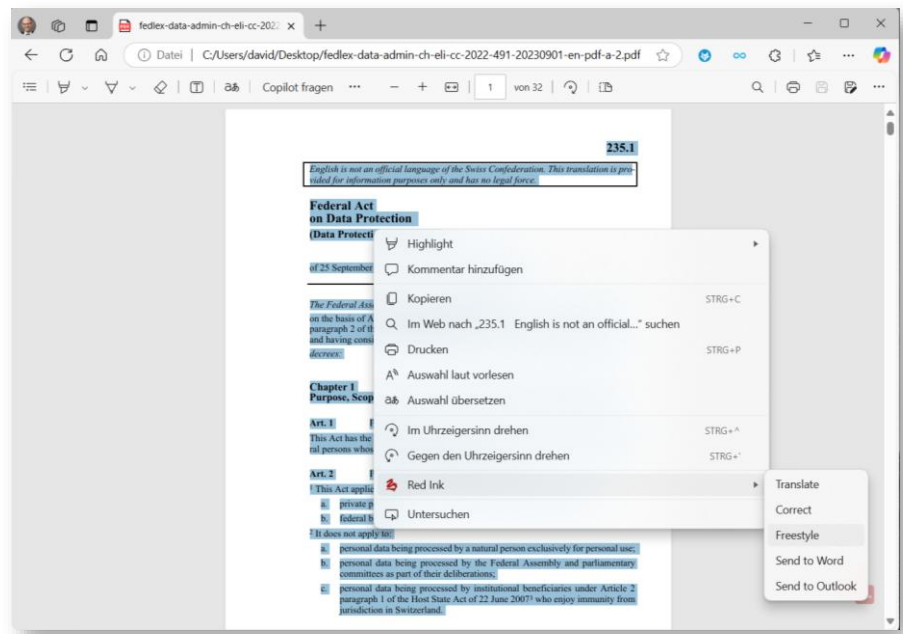 fedlex-data-admin-ch-eli-cc-2022
Datei
C:/Users/david/Desktop/fedlex-data-admin-ch-eli-cc-2022-491-20230901-en-pdf-a-2.pdf
Copilot fragen
1
von 32
235.1
English is not an official language of the Swiss Confederation. This translation is pro-
vided for information purposes only and has no legal force.
Federal Act
on Data Protection
(Data Protecti
of 25 September
The Federal Ass
on the basis of A
paragraph 2 of th
and having cons
decrees:
Chapter 1
Purpose, Scop
Art. 1
This Act has the
ral persons whos
Art. 2
1 This Act applie
a. private p
b. federal b
2 It does not apply to:
a. personal data being processed by a natural person exclusively for personal use;
b. personal data being processed by the Federal Assembly and parliamentary
committees as part of their deliberations;
c. personal data being processed by institutional beneficiaries under Article 2
paragraph 1 of the Host State Act of 22 June 2007³ who enjoy immunity from
jurisdiction in Switzerland.
Highlight
Kommentar hinzufügen
Kopieren STRG+C
Im Web nach „235.1 English is not an official...“ suchen
Drucken STRG+P
Auswahl laut vorlesen
Auswahl übersetzen
Im Uhrzeigersinn drehen STRG+^
Gegen den Uhrzeigersinn drehen STRG+`
Red Ink
Untersuchen
Translate
Correct
Freestyle
Send to Word
Send to Outlook